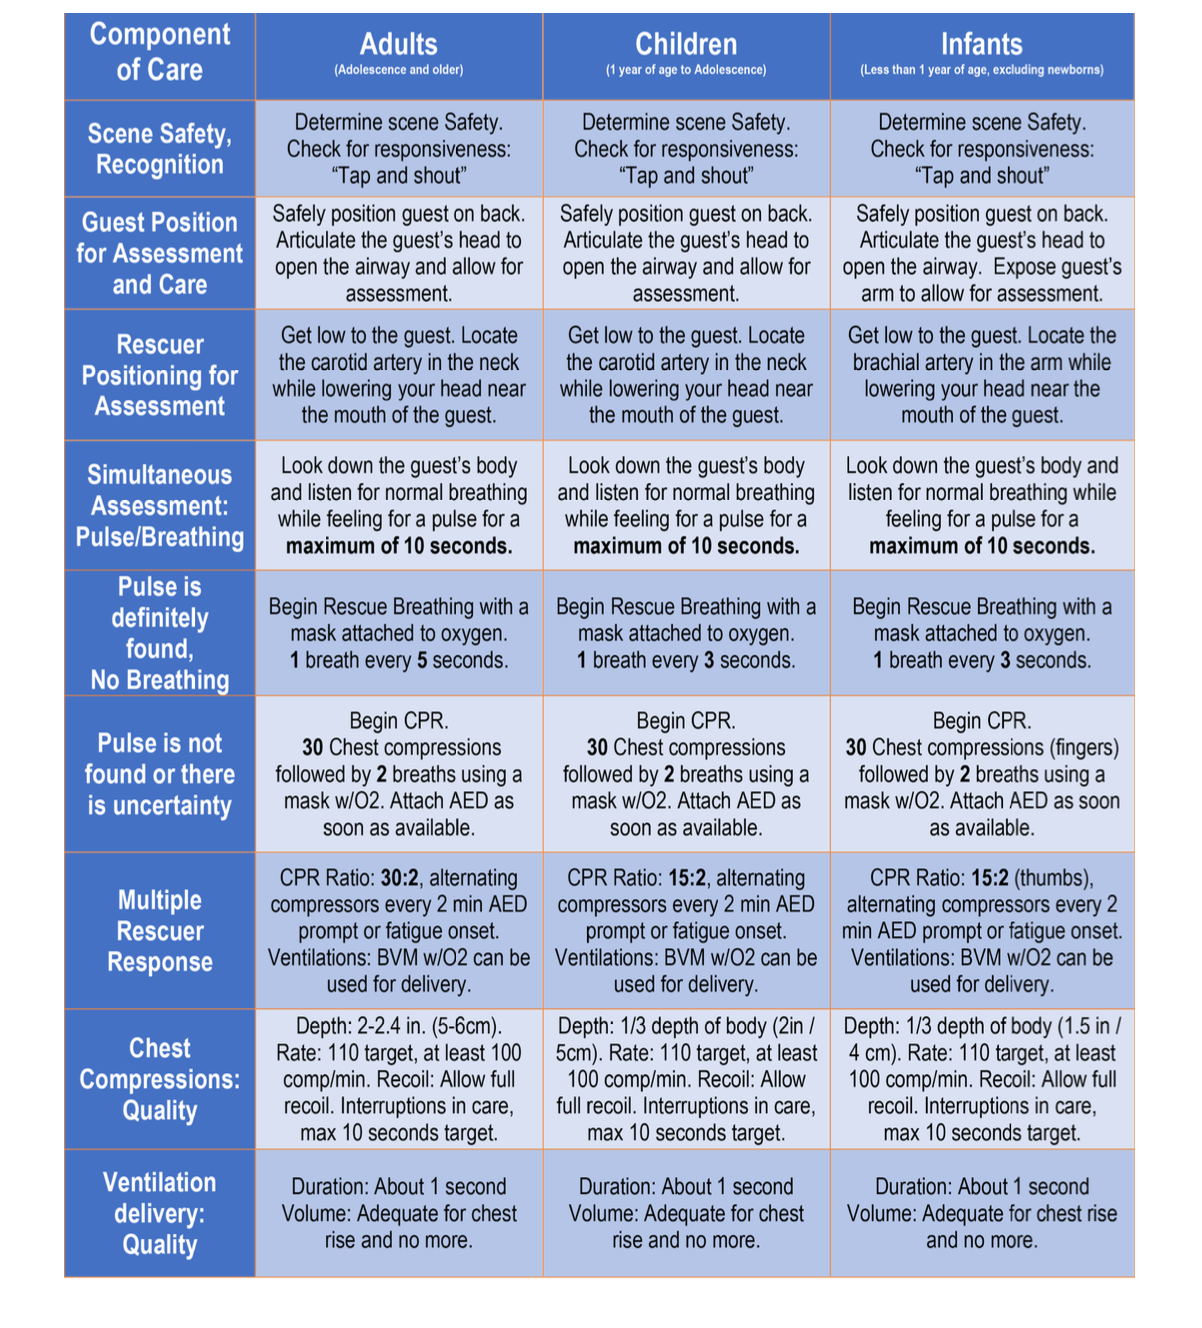 Component
of Care
Adults
(Adolescence and older)
Children
(1 year of age to Adolescence)
Infants
(Less than 1 year of age, excluding newborns)
Scene Safety,
Recognition
Determine scene Safety.
Check for responsiveness:
“Tap and shout”
Determine scene Safety.
Check for responsiveness:
“Tap and shout”
Determine scene Safety.
Check for responsiveness:
“Tap and shout”
Guest Position
for Assessment
and Care
Safely position guest on back.
Articulate the guest’s head to
open the airway and allow for
assessment.
Safely position guest on back.
Articulate the guest’s head to
open the airway and allow for
assessment.
Safely position guest on back.
Articulate the guest’s head to
open the airway. Expose guest’s
arm to allow for assessment.
Rescuer
Positioning for
Assessment
Get low to the guest. Locate
the carotid artery in the neck
while lowering your head near
the mouth of the guest.
Get low to the guest. Locate
the carotid artery in the neck
while lowering your head near
the mouth of the guest.
Get low to the guest. Locate the
brachial artery in the arm while
lowering your head near the
mouth of the guest.
Simultaneous
Assessment:
Pulse/Breathing
Look down the guest’s body
and listen for normal breathing
while feeling for a pulse for a
maximum of 10 seconds.
Look down the guest’s body
and listen for normal breathing
while feeling for a pulse for a
maximum of 10 seconds.
Look down the guest’s body and
listen for normal breathing while
feeling for a pulse for a
maximum of 10 seconds.
Pulse is
definitely
found,
No Breathing
Begin Rescue Breathing with a
mask attached to oxygen.
1 breath every 5 seconds.
Begin Rescue Breathing with a
mask attached to oxygen.
1 breath every 3 seconds.
Begin Rescue Breathing with a
mask attached to oxygen.
1 breath every 3 seconds.
Pulse is not
found or there
is uncertainty
Begin CPR.
30 Chest compressions
followed by 2 breaths using a
mask w/O2. Attach AED as
soon as available.
Begin CPR.
30 Chest compressions
followed by 2 breaths using a
mask w/O2. Attach AED as
soon as available.
Begin CPR.
30 Chest compressions (fingers)
followed by 2 breaths using a
mask w/O2. Attach AED as soon
as available.
Multiple
Rescuer
Response
CPR Ratio: 30:2, alternating
compressors every 2 min AED
prompt or fatigue onset.
Ventilations: BVM w/O2 can be
used for delivery.
CPR Ratio: 15:2, alternating
compressors every 2 min AED
prompt or fatigue onset.
Ventilations: BVM w/O2 can be
used for delivery.
CPR Ratio: 15:2 (thumbs),
alternating compressors every 2
min AED prompt or fatigue onset.
Ventilations: BVM w/O2 can be
used for delivery.
Chest
Compressions:
Quality
Depth: 2-2.4 in. (5-6cm).
Rate: 110 target, at least 100
comp/min. Recoil: Allow full
recoil. Interruptions in care,
max 10 seconds target.
Depth: 1/3 depth of body (2in /
5cm). Rate: 110 target, at least
100 comp/min. Recoil: Allow
full recoil. Interruptions in care,
max 10 seconds target.
Depth: 1/3 depth of body (1.5 in /
4 cm). Rate: 110 target, at least
100 comp/min. Recoil: Allow full
recoil. Interruptions in care,
max 10 seconds target.
Ventilation
delivery:
Quality
Duration: About 1 second
Volume: Adequate for chest
rise and no more.
Duration: About 1 second
Volume: Adequate for chest
rise and no more.
Duration: About 1 second
Volume: Adequate for chest rise
and no more.